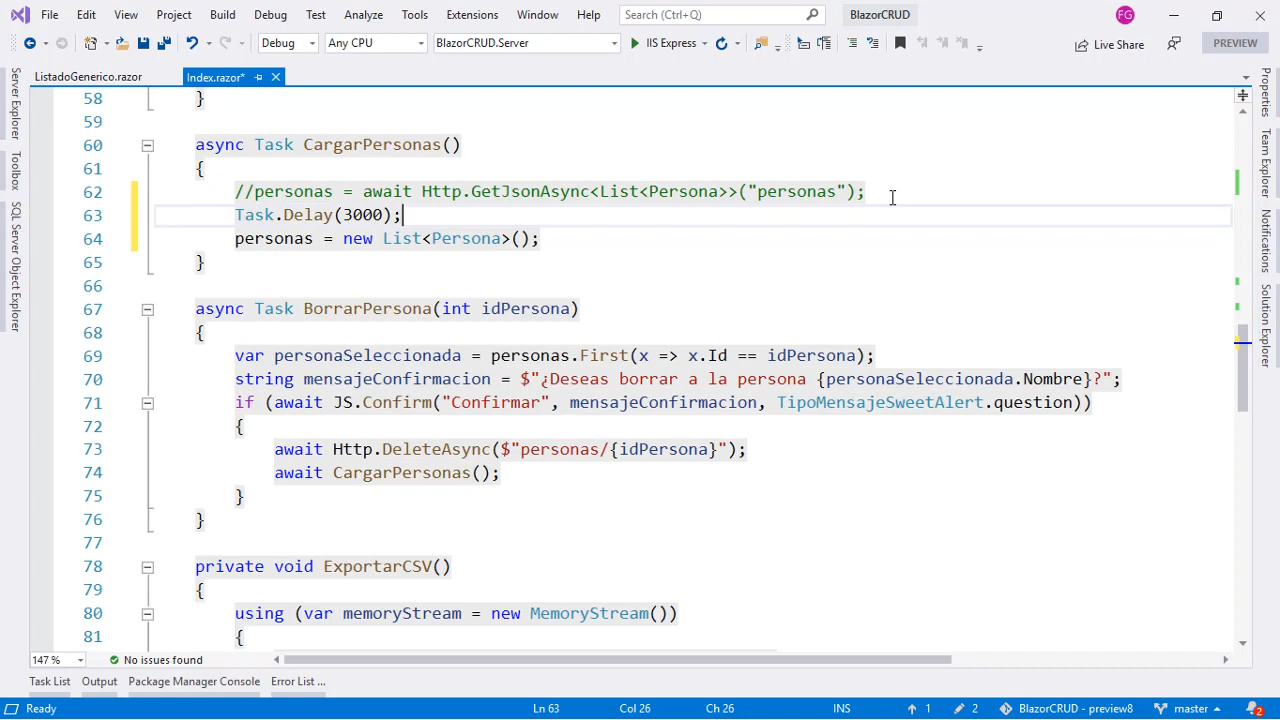 File Edit View Project Build Debug Test Analyze Tools Extensions Window Help Search (Ctrl+Q) BlazorCRUD FG
Debug Any CPU BlazorCRUD.Server IIS Express Live Share PREVIEW
ListadoGenerico.razor Index.razor*
Server Explorer
Toolbox
SQL Server Object Explorer
Properties
Team Explorer
Notifications
Solution Explorer
58 }
59
60 async Task CargarPersonas()
61 {
62 //personas = await Http.GetJsonAsync<List<Persona>>("personas");
63 Task.Delay(3000);
64 personas = new List<Persona>();
65 }
66
67 async Task BorrarPersona(int idPersona)
68 {
69 var personaSeleccionada = personas.First(x => x.Id == idPersona);
70 string mensajeConfirmacion = $"¿Deseas borrar a la persona {personaSeleccionada.Nombre}?";
71 if (await JS.Confirm("Confirmar", mensajeConfirmacion, TipoMensajeSweetAlert.question))
72 {
73 await Http.DeleteAsync($"personas/{idPersona}");
74 await CargarPersonas();
75 }
76 }
77
78 private void ExportarCSV()
79 {
80 using (var memoryStream = new MemoryStream())
81 {
147 % No issues found
Task List Output Package Manager Console Error List ...
Ready Ln 63 Col 26 Ch 26 INS 1 2 BlazorCRUD - preview8 master 2